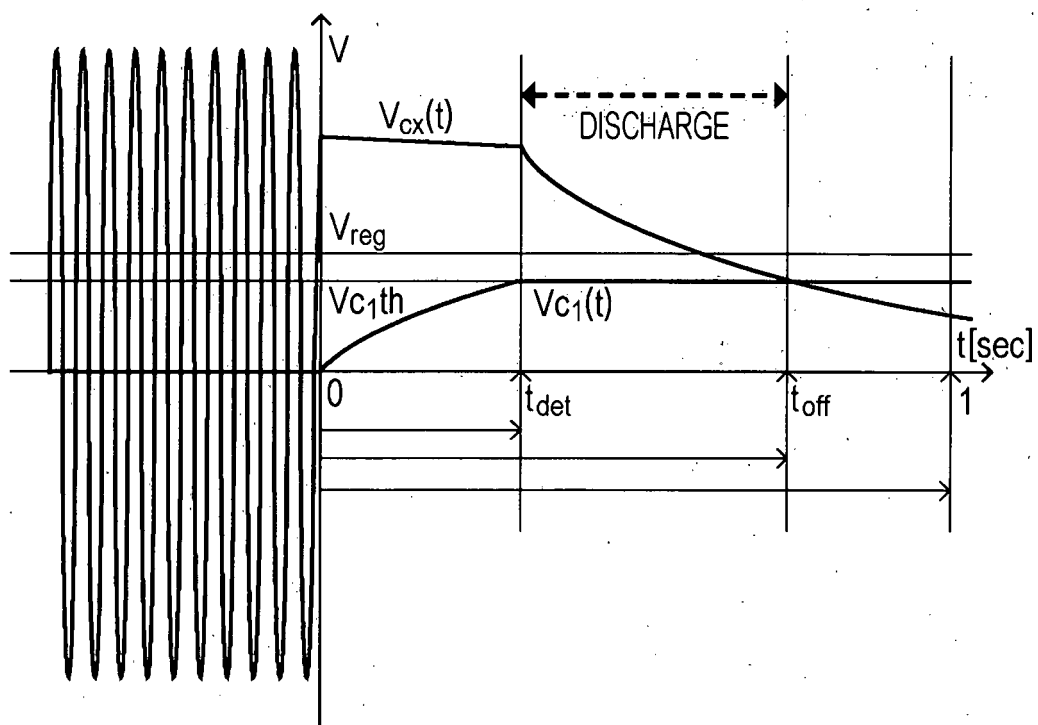 V
Vcx(t)
DISCHARGE
Vreg
Vc1th
Vc1(t)
t[sec]
0
tdet
toff
1